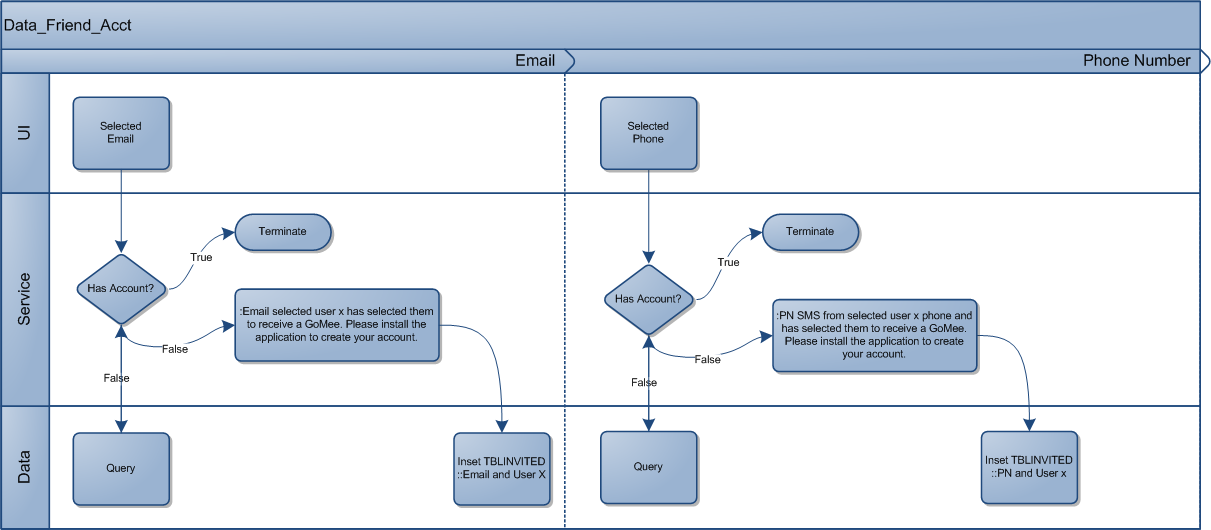 Data_Friend_Acct
Email
Phone Number
UI
Selected
Email
Selected
Phone
Service
Terminate
True
Has Account?
:Email selected user x has selected them
to receive a GoMee. Please install the
application to create your account.
False
False
Terminate
True
Has Account?
:PN SMS from selected user x phone and
has selected them to receive a GoMee.
Please install the application to create
your account.
False
False
Data
Query
Inset TBLINVITED
::Email and User X
Query
Inset TBLINVITED
::PN and User x